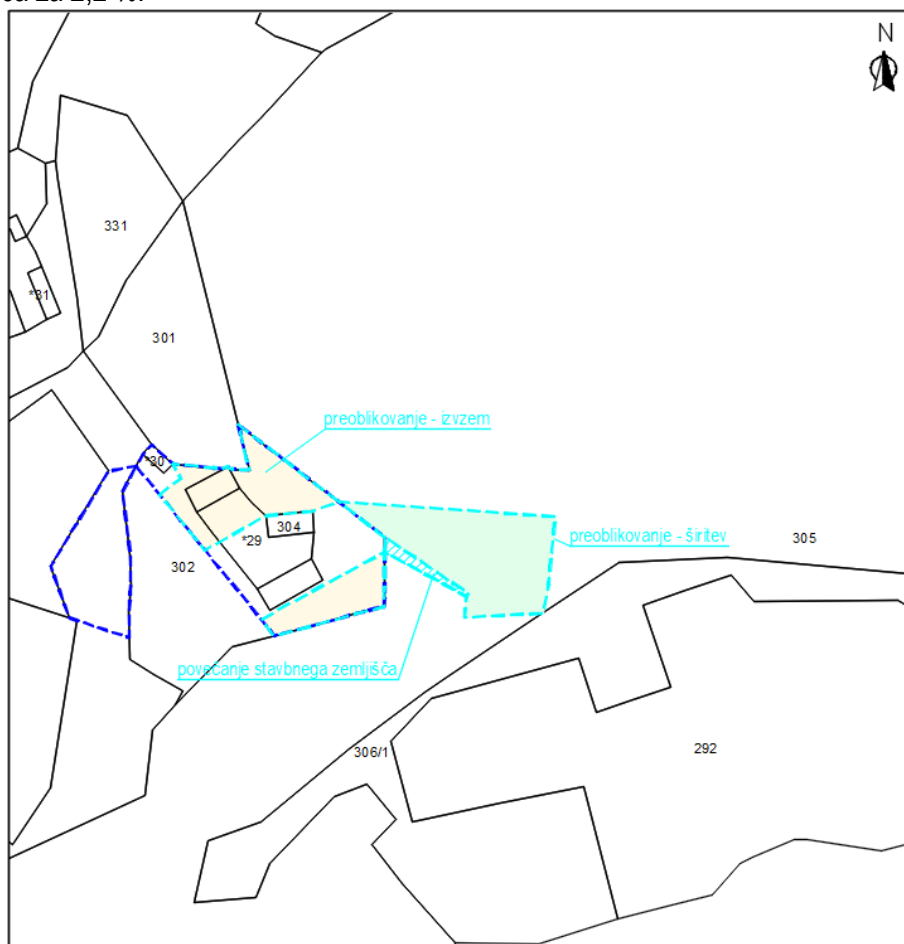 N
331
*31
301
preoblikovanje - izvzem
*30
304
*29
preoblikovanje - širitev
305
302
povečanje stavbnega zemljišča
306/1
292